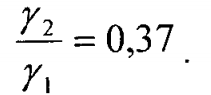 γ₂/γ₁ = 0,37 .